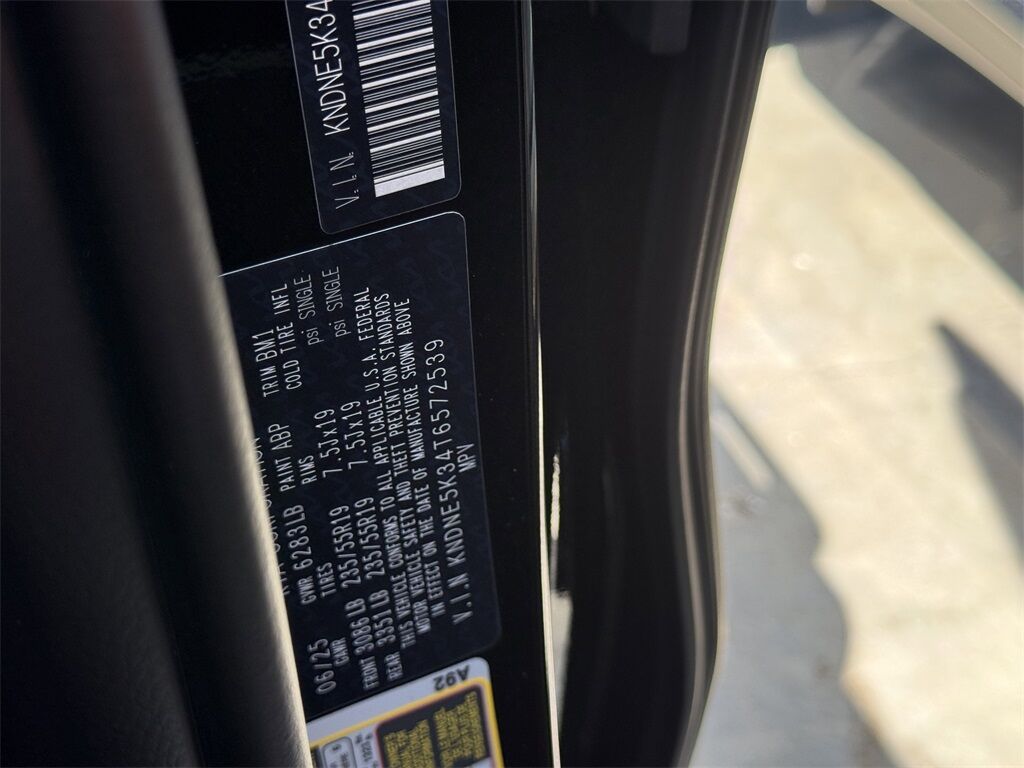 V.I.N. KNDNE5K34
06/25 GVWR 6283LB PAINT ABP TRIM BM1
GAWR TIRES RIMS COLD TIRE INFL
FRONT 3086LB 235/55R19 7.5Jx19 psi SINGLE
REAR 3351LB 235/55R19 7.5Jx19 psi SINGLE
THIS VEHICLE CONFORMS TO ALL APPLICABLE U.S.A. FEDERAL
MOTOR VEHICLE SAFETY AND THEFT PREVENTION STANDARDS
IN EFFECT ON THE DATE OF MANUFACTURE SHOWN ABOVE
V.I.N KNDNE5K34T6572539
MPV
A92